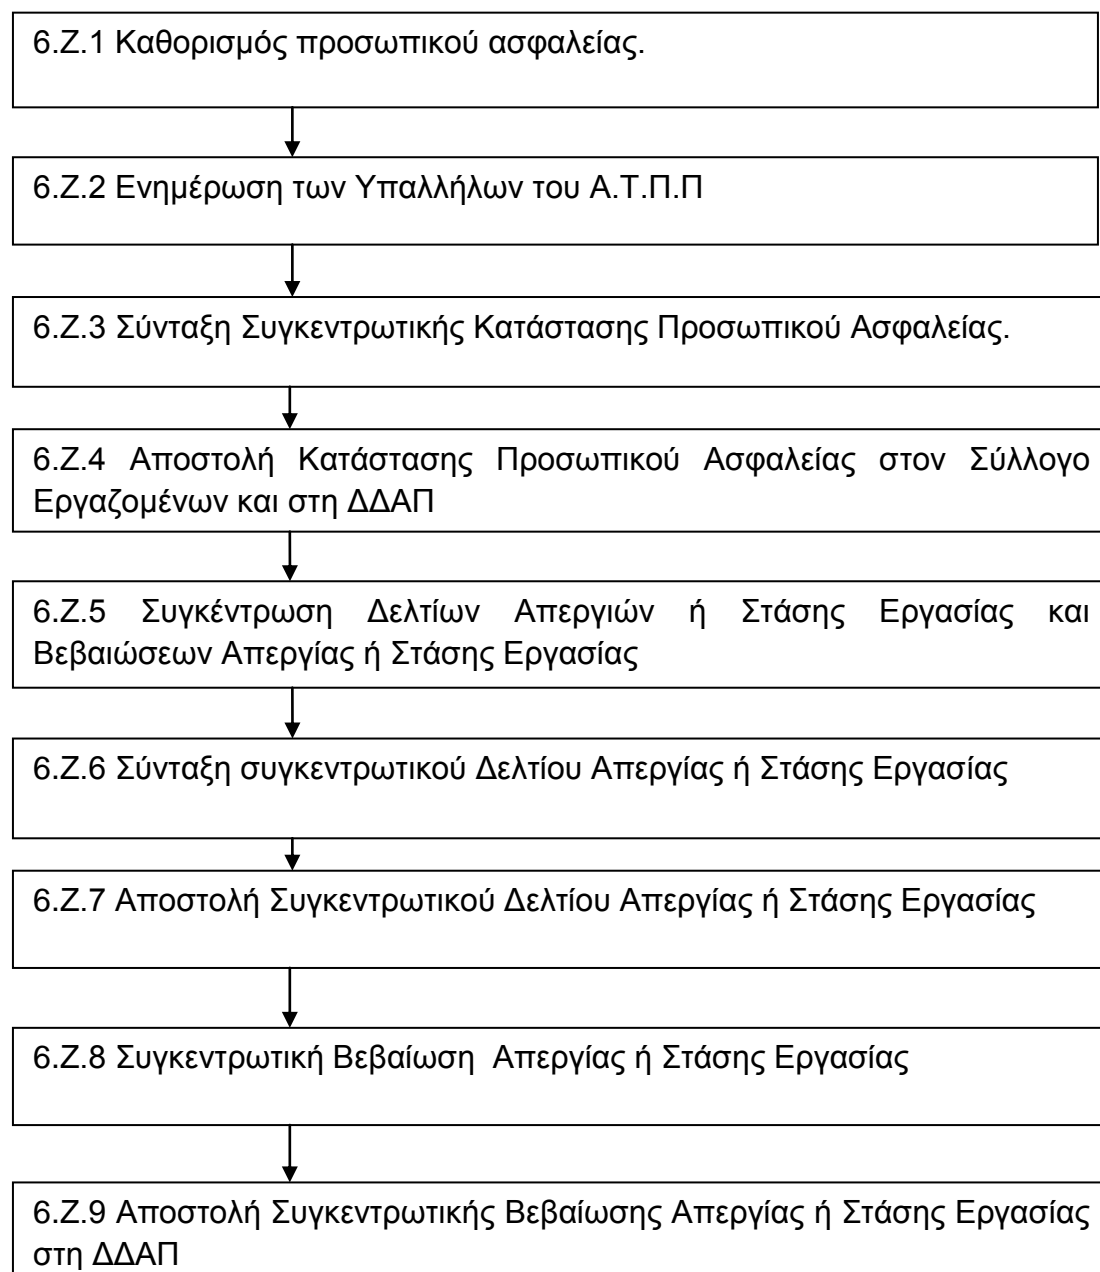 6.Ζ.1 Καθορισμός προσωπικού ασφαλείας.
6.Ζ.2 Ενημέρωση των Υπαλλήλων του Α.Τ.Π.Π
6.Ζ.3 Σύνταξη Συγκεντρωτικής Κατάστασης Προσωπικού Ασφαλείας.
6.Ζ.4 Αποστολή Κατάστασης Προσωπικού Ασφαλείας στον Σύλλογο
Εργαζομένων και στη ΔΔΑΠ
6.Ζ.5 Συγκέντρωση Δελτίων Απεργιών ή Στάσης Εργασίας και
Βεβαιώσεων Απεργίας ή Στάσης Εργασίας
6.Ζ.6 Σύνταξη συγκεντρωτικού Δελτίου Απεργίας ή Στάσης Εργασίας
6.Ζ.7 Αποστολή Συγκεντρωτικού Δελτίου Απεργίας ή Στάσης Εργασίας
6.Ζ.8 Συγκεντρωτική Βεβαίωση Απεργίας ή Στάσης Εργασίας
6.Ζ.9 Αποστολή Συγκεντρωτικής Βεβαίωσης Απεργίας ή Στάσης Εργασίας
στη ΔΔΑΠ